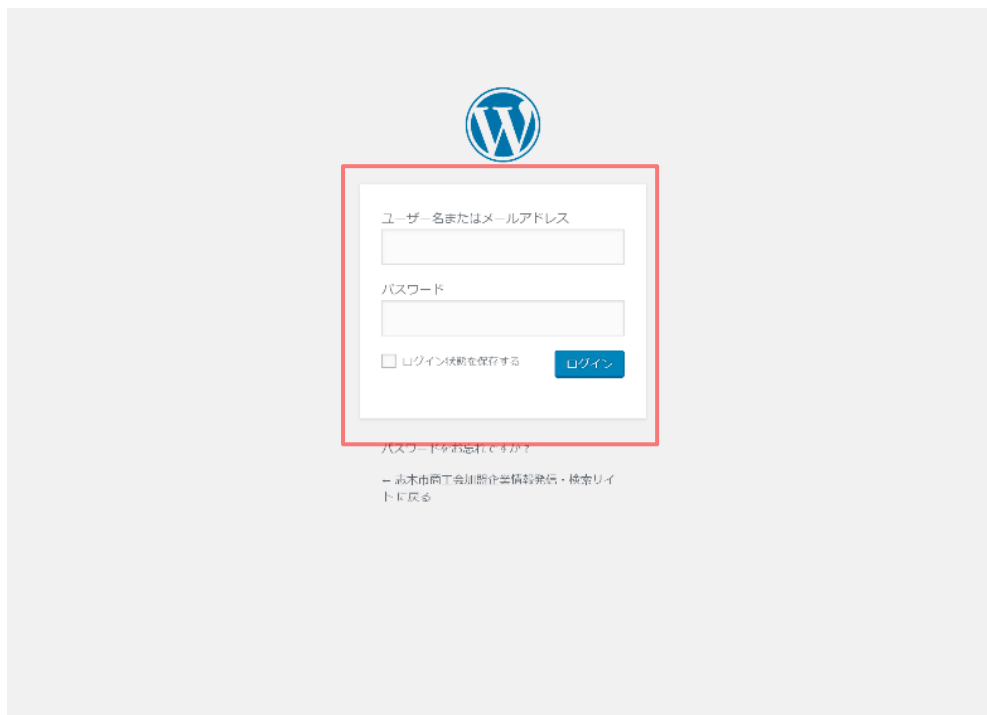 ユーザー名またはメールアドレス
パスワード
ログイン状態を保存する
ログイン
パスワードをお忘れですか？
← 志木市商工会加盟企業情報発信・検索サイ
トに戻る